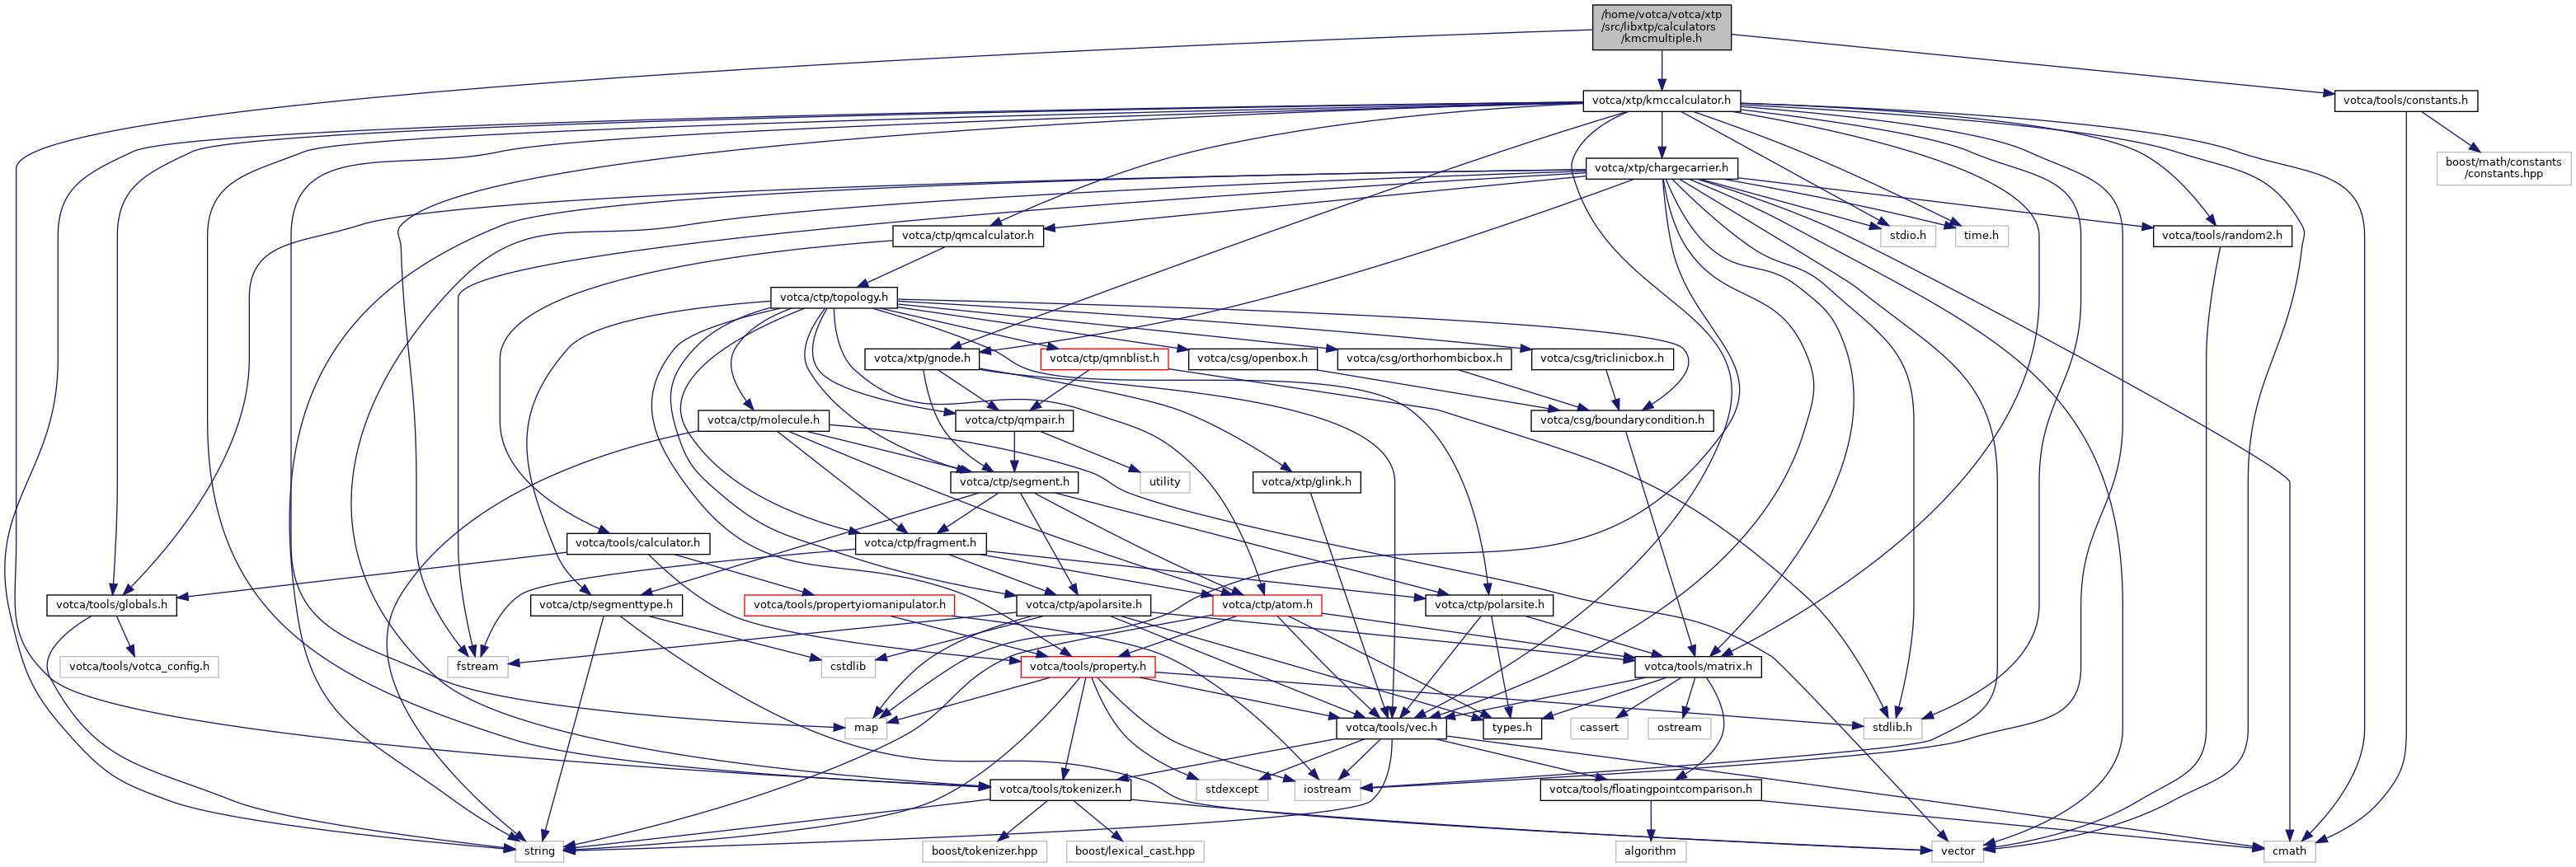 /home/votca/votca/xtp
/src/libxtp/calculators
/kmcmultiple.h
votca/xtp/kmccalculator.h
votca/tools/constants.h
votca/xtp/chargecarrier.h
boost/math/constants
/constants.hpp
votca/ctp/qmcalculator.h
stdio.h
time.h
votca/tools/random2.h
votca/ctp/topology.h
votca/xtp/gnode.h
votca/ctp/qmnblist.h
votca/csg/openbox.h
votca/csg/orthorhombicbox.h
votca/csg/triclinicbox.h
votca/ctp/molecule.h
votca/ctp/qmpair.h
votca/csg/boundarycondition.h
votca/ctp/segment.h
utility
votca/xtp/glink.h
votca/tools/calculator.h
votca/ctp/fragment.h
votca/tools/globals.h
votca/ctp/segmenttype.h
votca/tools/propertyiomanipulator.h
votca/ctp/apolarsite.h
votca/ctp/atom.h
votca/ctp/polarsite.h
votca/tools/votca_config.h
fstream
cstdlib
votca/tools/property.h
votca/tools/matrix.h
map
votca/tools/vec.h
types.h
cassert
ostream
stdlib.h
votca/tools/tokenizer.h
stdexcept
iostream
votca/tools/floatingpointcomparison.h
string
boost/tokenizer.hpp
boost/lexical_cast.hpp
algorithm
vector
cmath